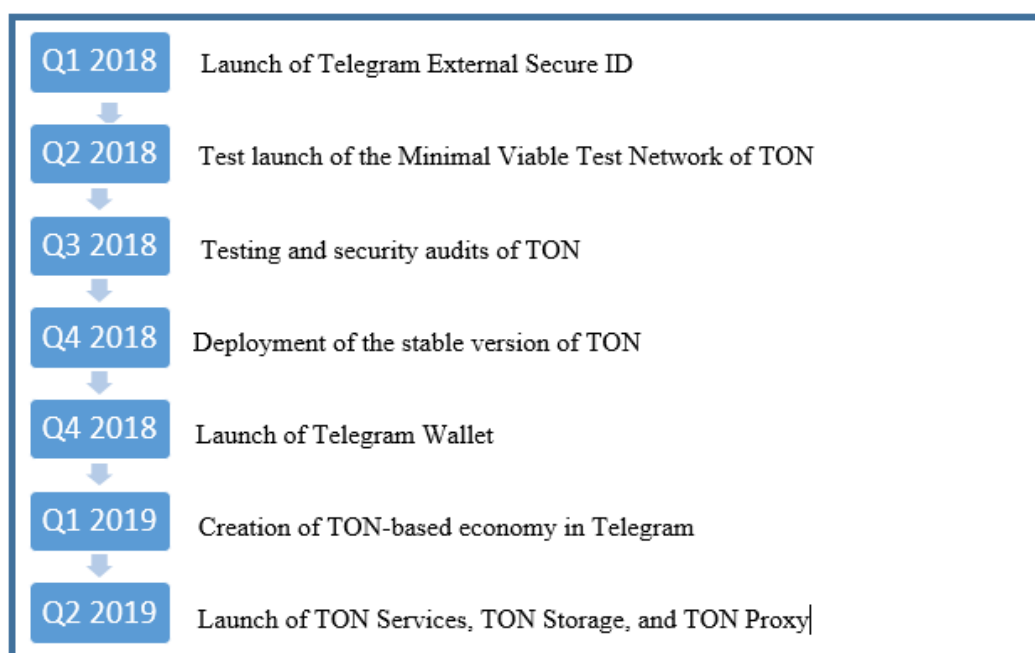 Q1 2018 Launch of Telegram External Secure ID
Q2 2018 Test launch of the Minimal Viable Test Network of TON
Q3 2018 Testing and security audits of TON
Q4 2018 Deployment of the stable version of TON
Q4 2018 Launch of Telegram Wallet
Q1 2019 Creation of TON-based economy in Telegram
Q2 2019 Launch of TON Services, TON Storage, and TON Proxy